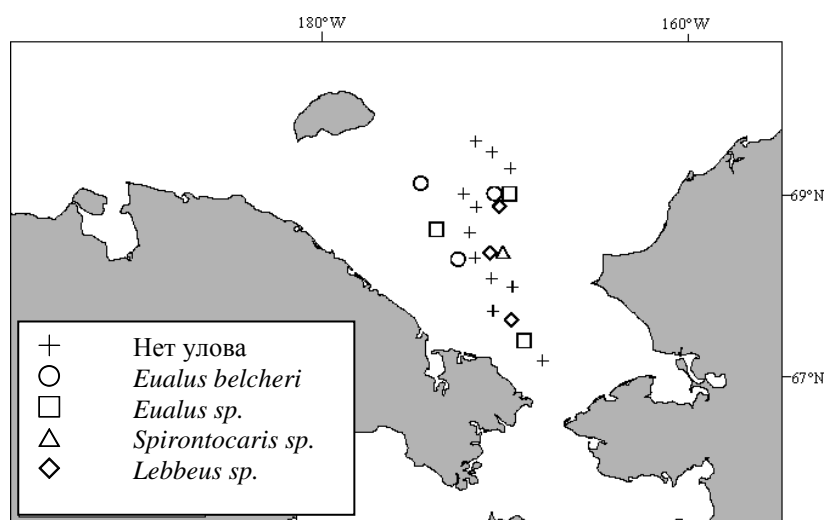 180°W
160°W
69°N
67°N
Нет улова
Eualus belcheri
Eualus sp.
Spirontocaris sp.
Lebbeus sp.